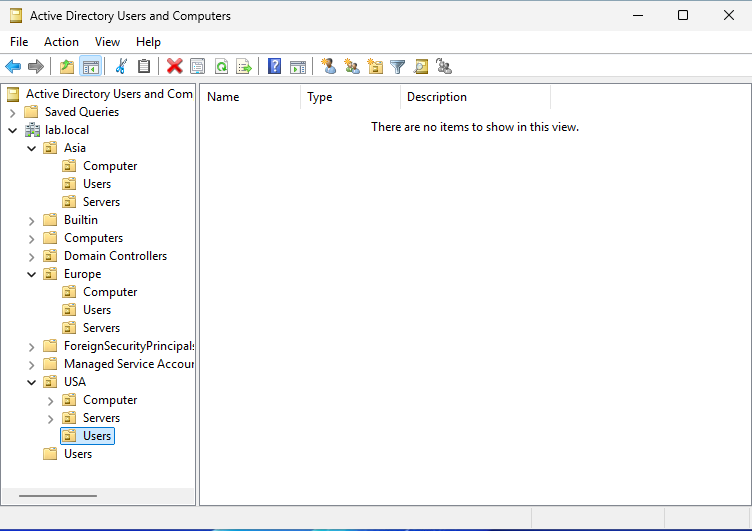 Active Directory Users and Computers
File Action View Help
Active Directory Users and Com
Saved Queries
lab.local
Asia
Computer
Users
Servers
Builtin
Computers
Domain Controllers
Europe
Computer
Users
Servers
ForeignSecurityPrincipals
Managed Service Accour
USA
Computer
Servers
Users
Users
Name Type Description
There are no items to show in this view.